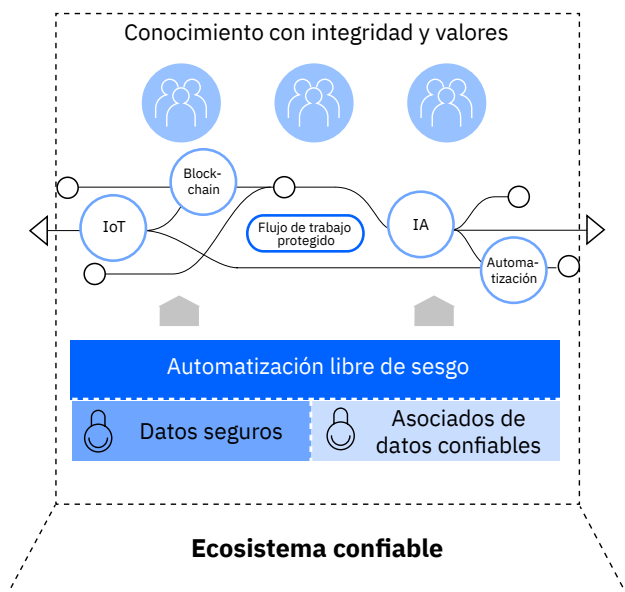 Conocimiento con integridad y valores
Block-
chain
IoT
Flujo de trabajo
protegido
IA
Automa-
tización
Automatización libre de sesgo
Datos seguros
Asociados de
datos confiables
Ecosistema confiable